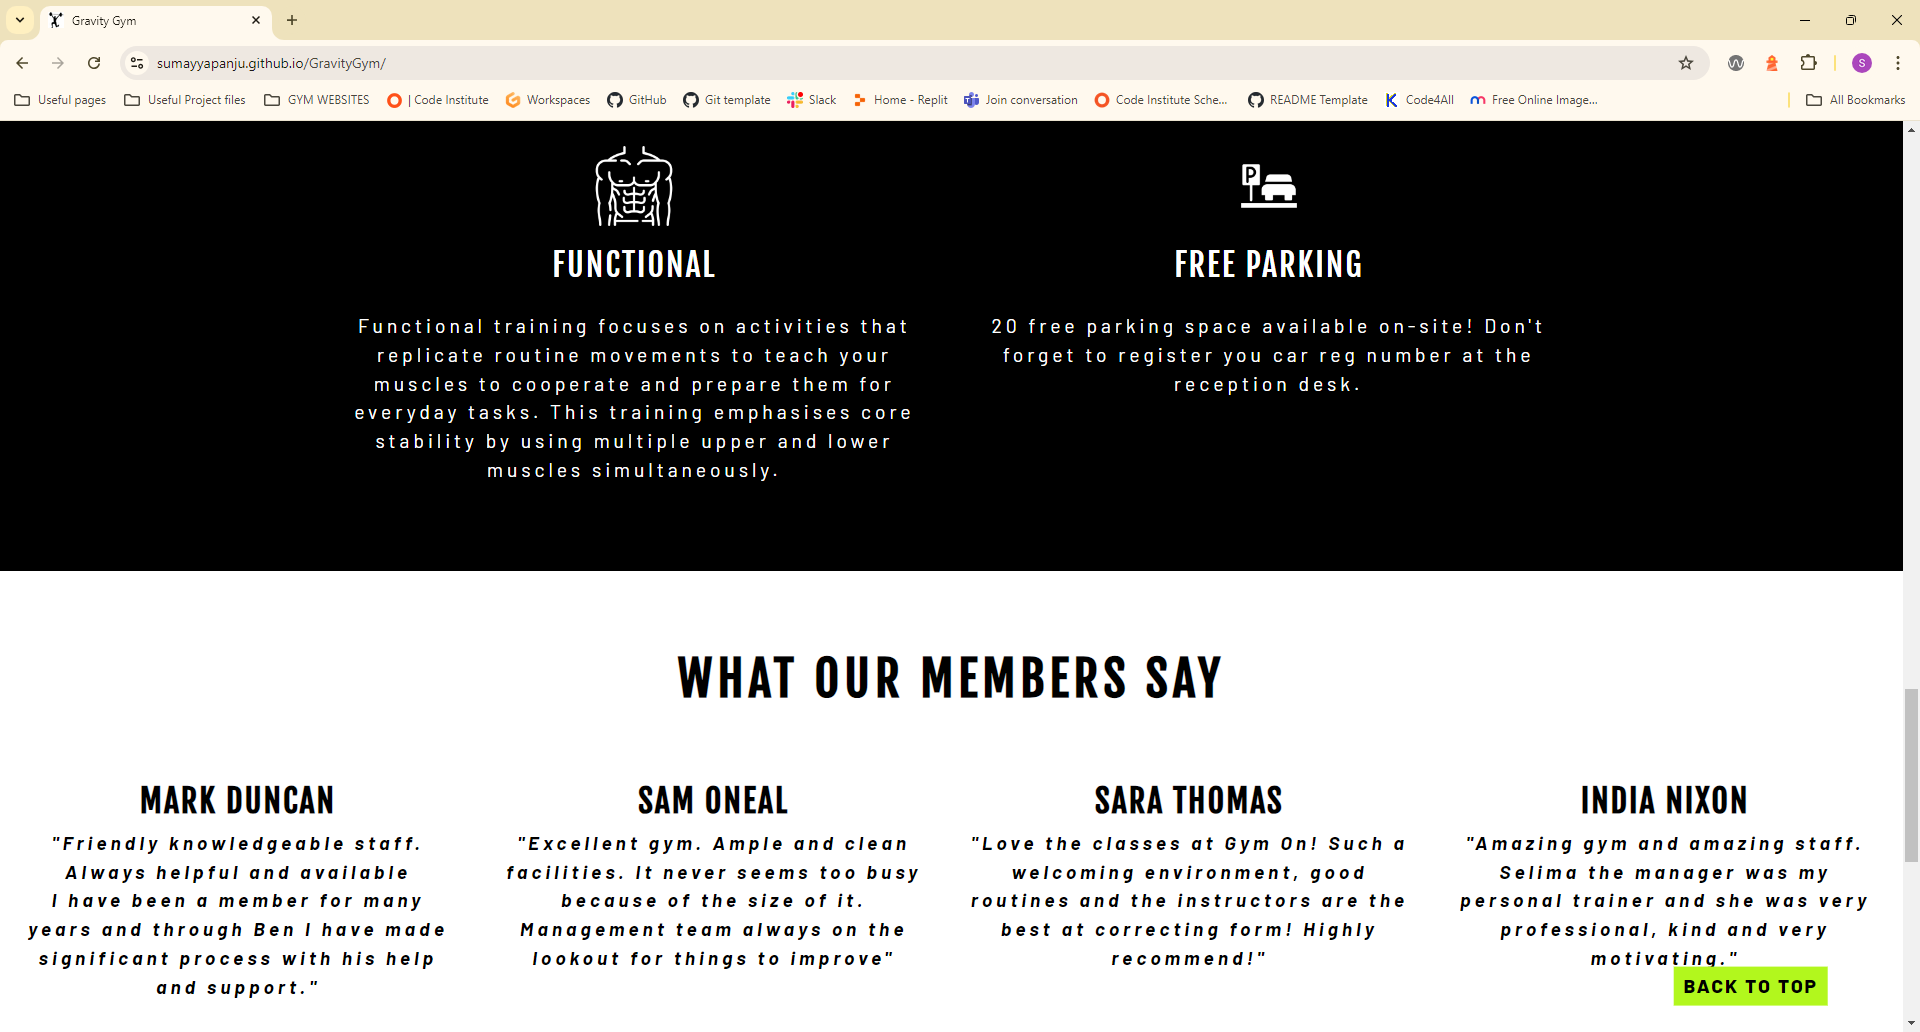 Gravity Gym
sumayyapanju.github.io/GravityGym/
S
Useful pages
Useful Project files
GYM WEBSITES
| Code Institute
Workspaces
GitHub
Git template
Slack
Home - Replit
Join conversation
Code Institute Sche...
README Template
Code4All
Free Online Image...
All Bookmarks
P
FUNCTIONAL
Functional training focuses on activities that
replicate routine movements to teach your
muscles to cooperate and prepare them for
everyday tasks. This training emphasises core
stability by using multiple upper and lower
muscles simultaneously.
FREE PARKING
20 free parking space available on-site! Don't
forget to register you car reg number at the
reception desk.
WHAT OUR MEMBERS SAY
MARK DUNCAN
"Friendly knowledgeable staff.
Always helpful and available
I have been a member for many
years and through Ben I have made
significant process with his help
and support."
SAM ONEAL
"Excellent gym. Ample and clean
facilities. It never seems too busy
because of the size of it.
Management team always on the
lookout for things to improve"
SARA THOMAS
"Love the classes at Gym On! Such a
welcoming environment, good
routines and the instructors are the
best at correcting form! Highly
recommend!"
INDIA NIXON
"Amazing gym and amazing staff.
Selima the manager was my
personal trainer and she was very
professional, kind and very
motivating."
BACK TO TOP